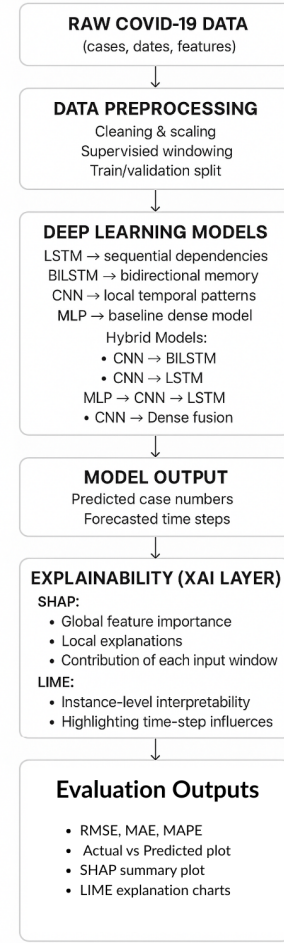 RAW COVID-19 DATA
(cases, dates, features)
DATA PREPROCESSING
Cleaning & scaling
Supervisied windowing
Train/validation split
DEEP LEARNING MODELS
LSTM → sequential dependencies
BILSTM → bidirectional memory
CNN → local temporal patterns
MLP → baseline dense model
Hybrid Models:
• CNN → BILSTM
• CNN → LSTM
MLP → CNN → LSTM
• CNN → Dense fusion
MODEL OUTPUT
Predicted case numbers
Forecasted time steps
EXPLAINABILITY (XAI LAYER)
SHAP:
• Global feature importance
• Local explanations
• Contribution of each input window
LIME:
• Instance-level interpretability
• Highlighting time-step influences
Evaluation Outputs
• RMSE, MAE, MAPE
• Actual vs Predicted plot
• SHAP summary plot
• LIME explanation charts